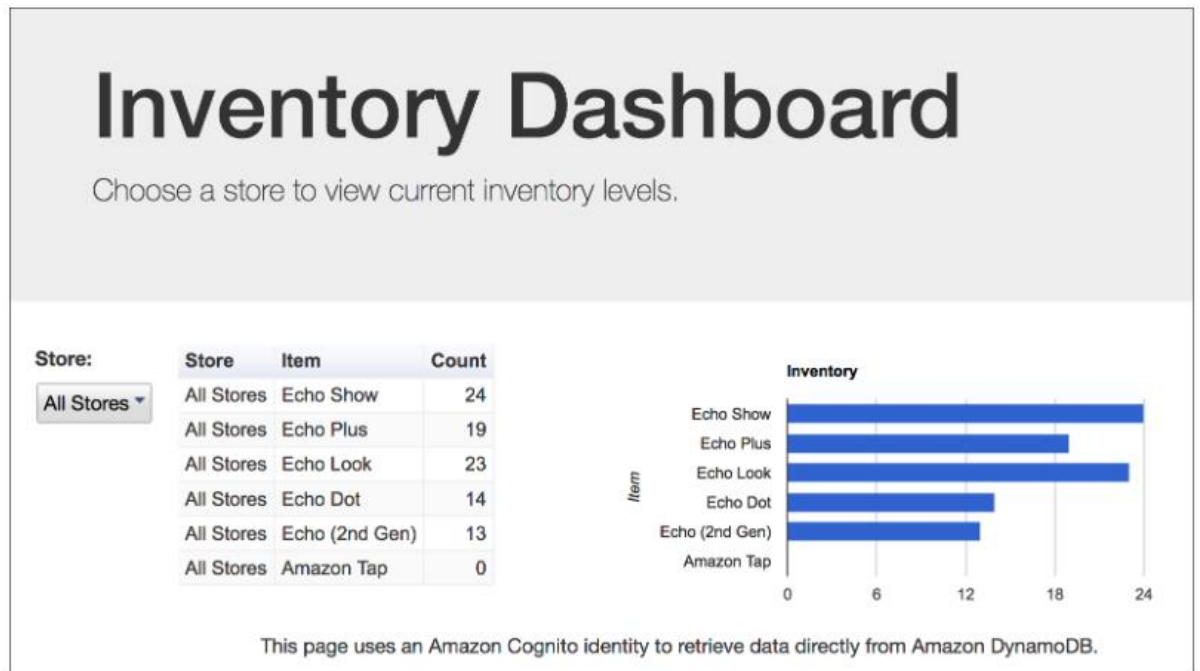 Inventory Dashboard
Choose a store to view current inventory levels.
Store:
All Stores
Store Item Count
All Stores Echo Show 24
All Stores Echo Plus 19
All Stores Echo Look 23
All Stores Echo Dot 14
All Stores Echo (2nd Gen) 13
All Stores Amazon Tap 0
Inventory
Item
Echo Show
Echo Plus
Echo Look
Echo Dot
Echo (2nd Gen)
Amazon Tap
0 6 12 18 24
This page uses an Amazon Cognito identity to retrieve data directly from Amazon DynamoDB.